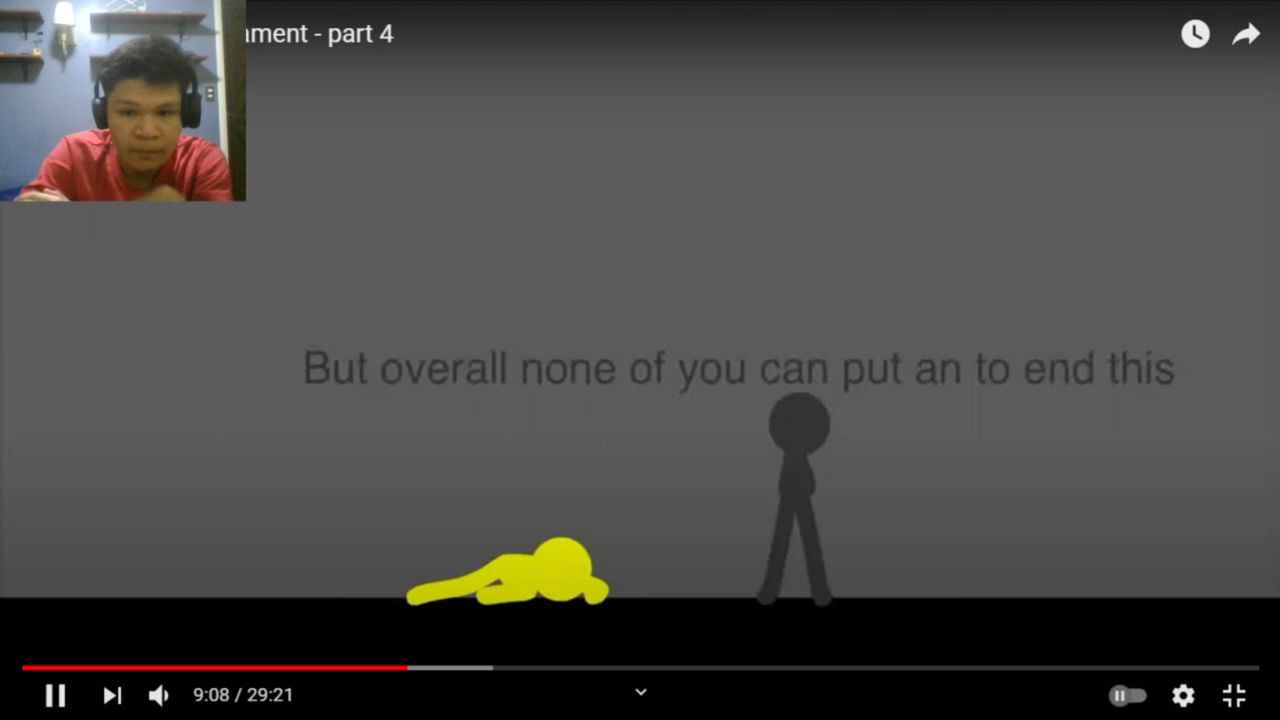 ament - part 4
But overall none of you can put an to end this
9:08 / 29:21